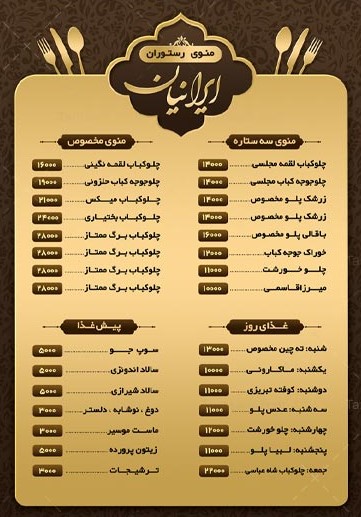 منوی رستوران
ایرانیان
منوی سه ستاره
چلوکباب لقمه مجلسی ۱۴۰۰۰
چلوجوجه کباب مجلسی ۱۴۰۰۰
زرشک پلو مخصوص ۱۴۰۰۰
زرشک پلو مخصوص ۱۴۰۰۰
باقالی پلو مخصوص ۱۶۰۰۰
خوراک جوجه کباب ۱۲۰۰۰
چلو خورشت ۱۱۰۰۰
میرزاقاسمی ۱۰۰۰۰
منوی مخصوص
چلوکباب لقمه نگینی ۱۶۰۰۰
چلوجوجه کباب حلزونی ۱۹۰۰۰
چلوکباب میکس ۲۱۰۰۰
چلوکباب بختیاری ۲۴۰۰۰
چلوکباب برگ ممتاز ۲۸۰۰۰
چلوکباب برگ ممتاز ۲۸۰۰۰
چلوکباب برگ ممتاز ۲۸۰۰۰
چلوکباب برگ ممتاز ۲۸۰۰۰
غذای روز
شنبه: ته چین مخصوص ۱۳۰۰۰
یکشنبه: ماکارونی ۱۰۰۰۰
دوشنبه: کوفته تبریزی ۱۱۰۰۰
سه شنبه: عدس پلو ۱۱۰۰۰
چهارشنبه: چلو خورشت ۱۲۰۰۰
پنجشنبه: لبیا پلو ۱۱۰۰۰
جمعه: چلوکباب شاه عباسی ۲۲۰۰۰
پیش غذا
سوپ جو ۵۰۰۰
سالاد اندونزی ۵۰۰۰
سالاد شیرازی ۵۰۰۰
دوغ ، نوشابه ، دلستر ۳۰۰۰
ماست موسیر ۳۰۰۰
زیتون پرورده ۵۰۰۰
ترشیجات ۳۰۰۰